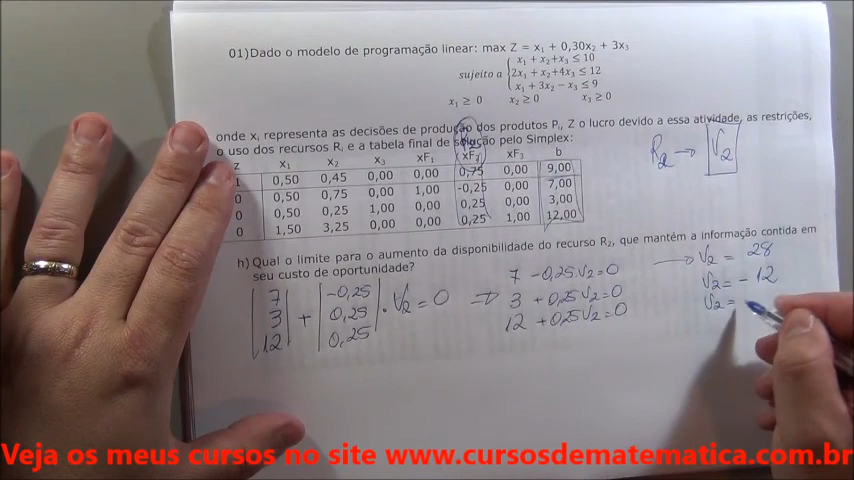 01)Dado o modelo de programação linear: max Z = x₁ + 0,30x₂ + 3x₃
x₁ + x₂+x₃ ≤ 10
sujeito a { 2x₁ + x₂+4x₃ ≤ 12
x₁ + 3x₂ − x₃ ≤ 9
x₁ ≥ 0 x₂ ≥ 0 x₃ ≥ 0
onde xᵢ representa as decisões de produção dos produtos Pᵢ, Z o lucro devido a essa atividade, as restrições,
o uso dos recursos Rᵢ e a tabela final de solução pelo Simplex:
R₂ → V₂
Z x₁ x₂ x₃ xF₁ xF₂ xF₃ b
1 0,50 0,45 0,00 0,00 0,75 0,00 9,00
0 0,50 0,75 0,00 1,00 -0,25 0,00 7,00
0 0,50 0,25 1,00 0,00 0,25 0,00 3,00
0 1,50 3,25 0,00 0,00 0,25 1,00 12,00
h) Qual o limite para o aumento da disponibilidade do recurso R₂, que mantém a informação contida em
seu custo de oportunidade?
7 -0,25 7 - 0,25 V₂ = 0 → V₂ = 28
3 + 0,25 · V₂ = 0 ⇒ 3 + 0,25 V₂ = 0 V₂ = - 12
12 0,25 12 + 0,25 V₂ = 0 V₂ =
Veja os meus cursos no site www.cursosdematematica.com.br